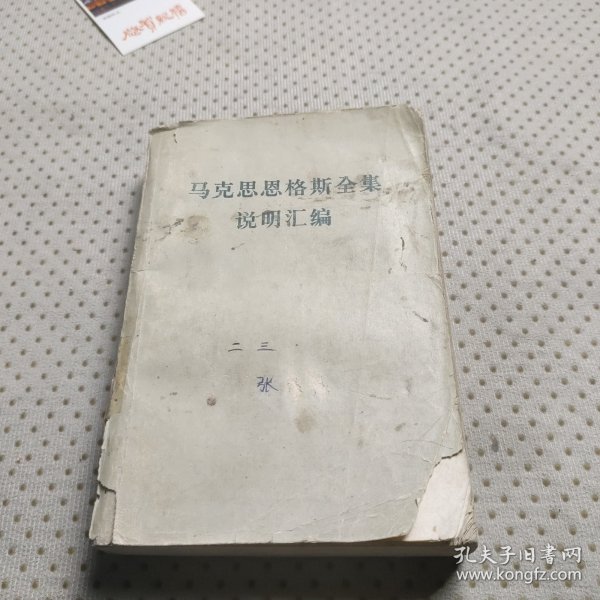 马克思恩格斯全集
说明汇编
二 三
张
孔夫子旧书网
www.kongfz.com